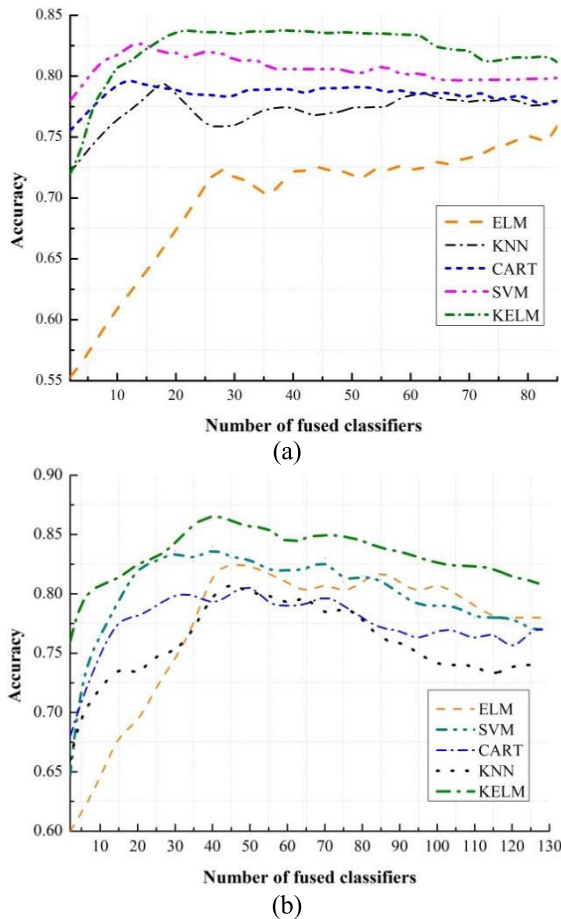 0.85
0.80
0.75
0.70
0.65
0.60
0.55
Accuracy
ELM
KNN
CART
SVM
KELM
10 20 30 40 50 60 70 80
Number of fused classifiers
(a)
0.90
0.85
0.80
0.75
0.70
0.65
0.60
Accuracy
ELM
SVM
CART
KNN
KELM
10 20 30 40 50 60 70 80 90 100 110 120 130
Number of fused classifiers
(b)